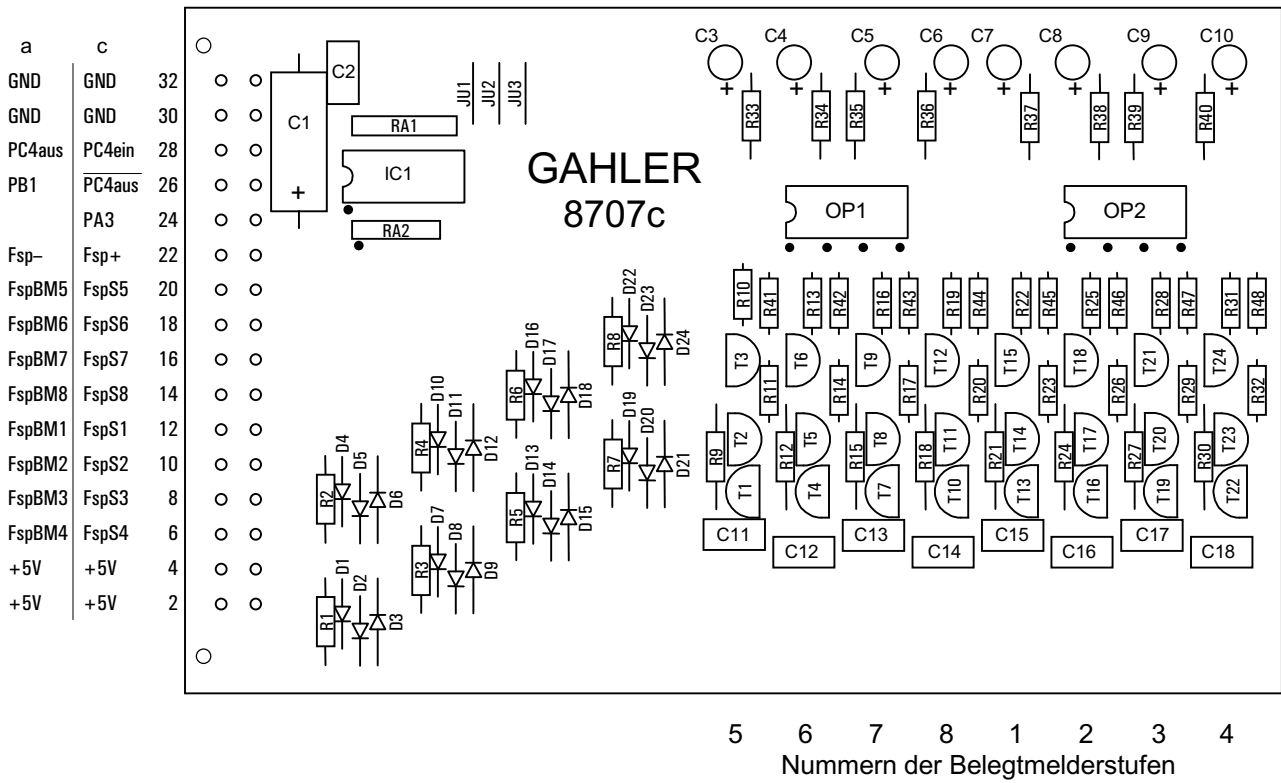 a c
GND GND 32
GND GND 30
PC4aus PC4ein 28
PB1 PC4aus 26
PA3 24
Fsp– Fsp+ 22
FspBM5 FspS5 20
FspBM6 FspS6 18
FspBM7 FspS7 16
FspBM8 FspS8 14
FspBM1 FspS1 12
FspBM2 FspS2 10
FspBM3 FspS3 8
FspBM4 FspS4 6
+5V +5V 4
+5V +5V 2
C1 + C2
JU1 JU2 JU3
RA1
IC1
RA2
GAHLER
8707c
C3 C4 C5 C6 C7 C8 C9 C10
+ + + + + + + +
R33 R34 R35 R36 R37 R38 R39 R40
OP1 OP2
R10 R41 R13 R42 R16 R43 R19 R44 R22 R45 R25 R46 R28 R47 R31 R48
T3 T6 T9 T12 T15 T18 T21 T24
R11 R14 R17 R20 R23 R26 R29 R32
R9 T2 R12 T5 R15 T8 R18 T11 R21 T14 R24 T17 R27 T20 R30 T23
T1 T4 T7 T10 T13 T16 T19 T22
C11 C12 C13 C14 C15 C16 C17 C18
R8 D22 D23 D24
R6 D16 D17 D18
R4 D10 D11 D12
R7 D19 D20 D21
R2 D4 D5 D6
R5 D13 D14 D15
R3 D7 D8 D9
R1 D1 D2 D3
5 6 7 8 1 2 3 4
Nummern der Belegtmelderstufen